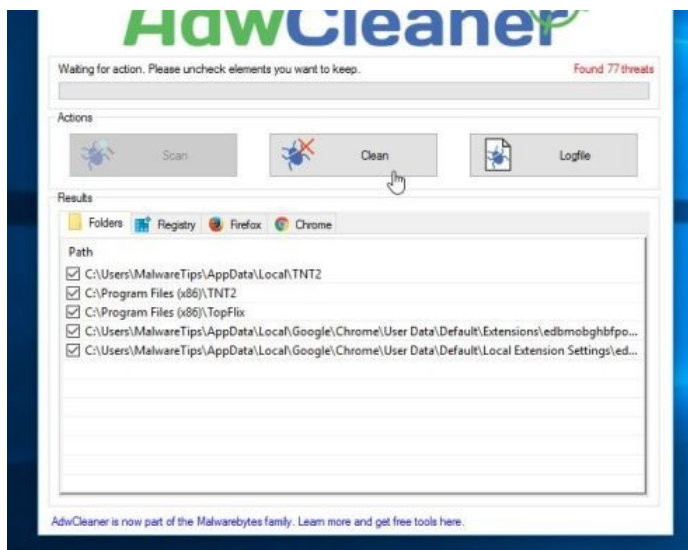 AdwCleaner
Waiting for action. Please uncheck elements you want to keep. Found 77 threats
Actions
Scan Clean Logfile
Results
Folders Registry Firefox Chrome
Path
C:\Users\MalwareTips\AppData\Local\TNT2
C:\Program Files (x86)\TNT2
C:\Program Files (x86)\TopFlix
C:\Users\MalwareTips\AppData\Local\Google\Chrome\User Data\Default\Extensions\edbmobghbfpo...
C:\Users\MalwareTips\AppData\Local\Google\Chrome\User Data\Default\Local Extension Settings\ed...
AdwCleaner is now part of the Malwarebytes family. Learn more and get free tools here.